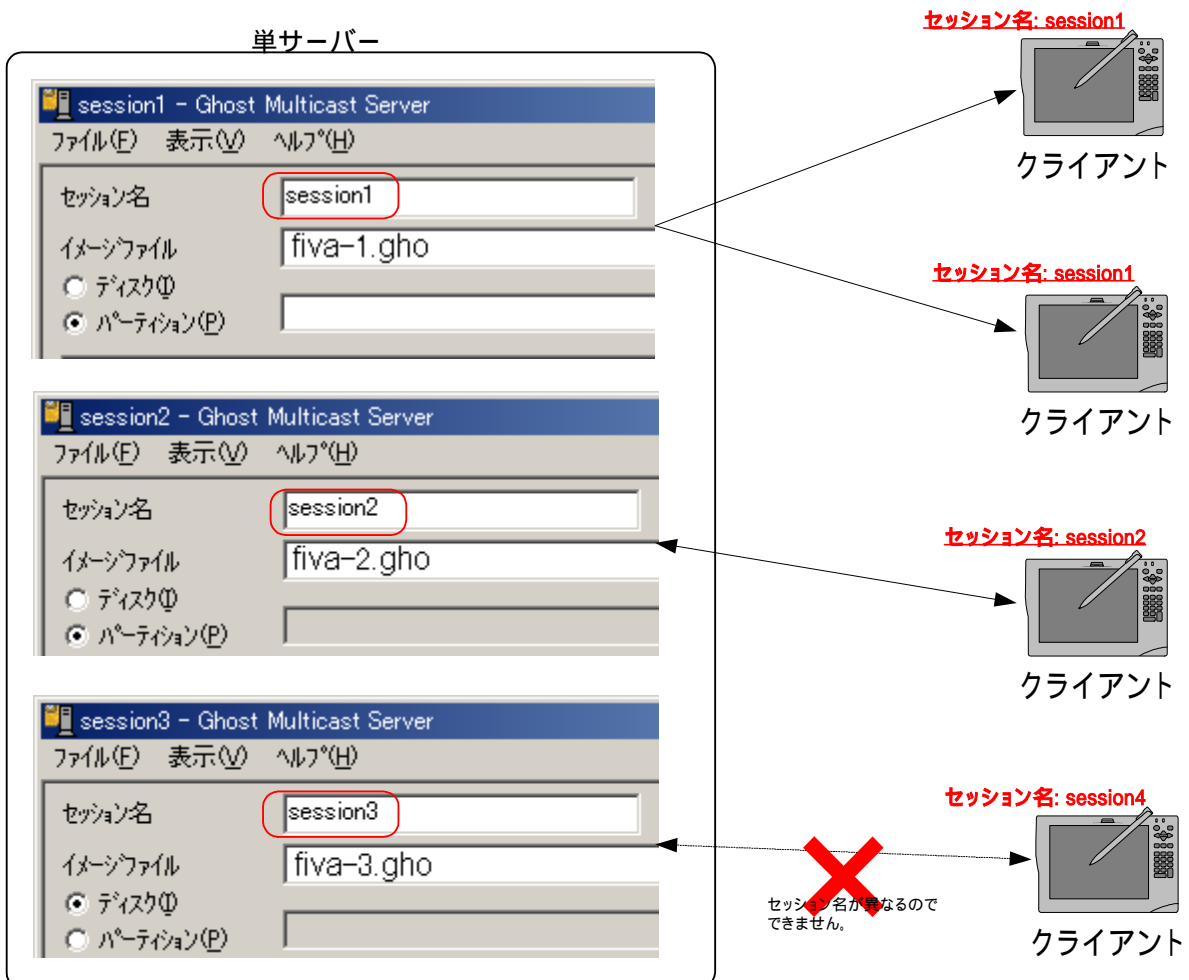 単サーバー
session1 - Ghost Multicast Server
ファイル(F) 表示(V) ヘルプ(H)
セッション名 session1
イメージファイル fiva-1.gho
ディスク(I)
パーティション(P)
session2 - Ghost Multicast Server
ファイル(F) 表示(V) ヘルプ(H)
セッション名 session2
イメージファイル fiva-2.gho
ディスク(I)
パーティション(P)
session3 - Ghost Multicast Server
ファイル(F) 表示(V) ヘルプ(H)
セッション名 session3
イメージファイル fiva-3.gho
ディスク(I)
パーティション(P)
セッション名: session1
クライアント
セッション名: session1
クライアント
セッション名: session2
クライアント
セッション名: session4
クライアント
セッション名が異なるので
できません。